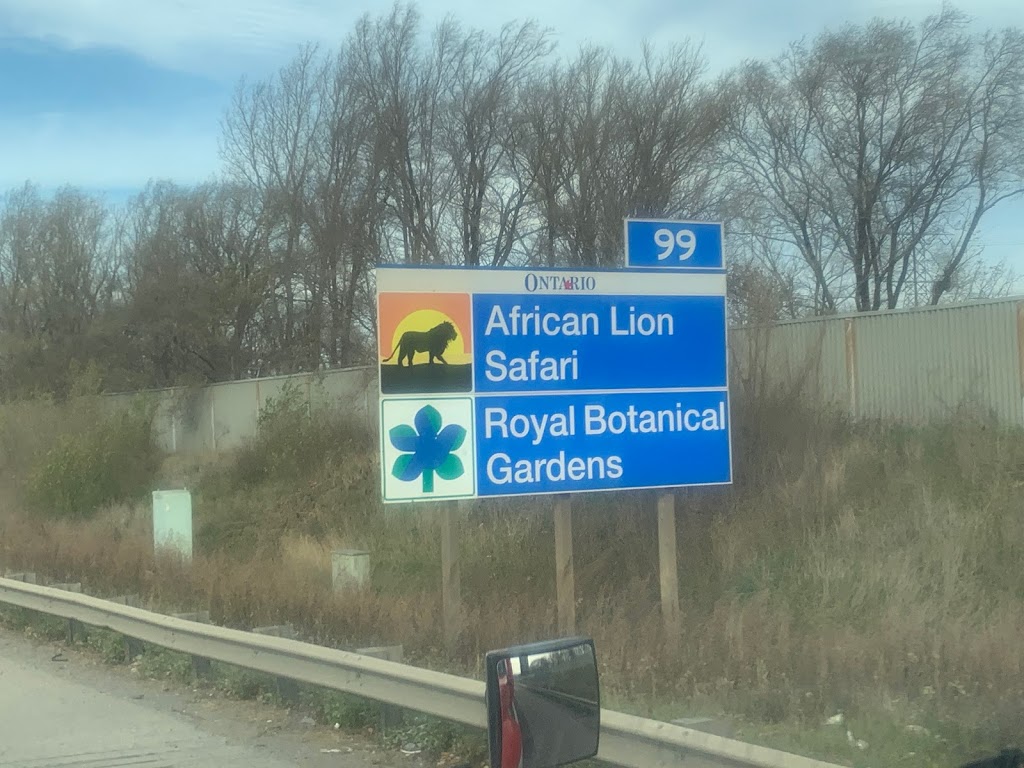 99
ONTARIO
African Lion
Safari
Royal Botanical
Gardens